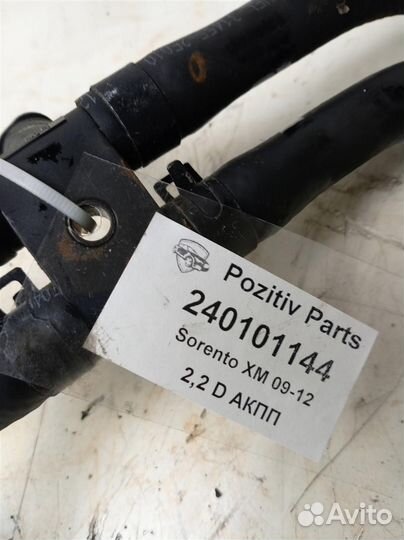 Pozitiv Parts
240101144
Sorento XM 09-12
2,2 D АКПП
Avito